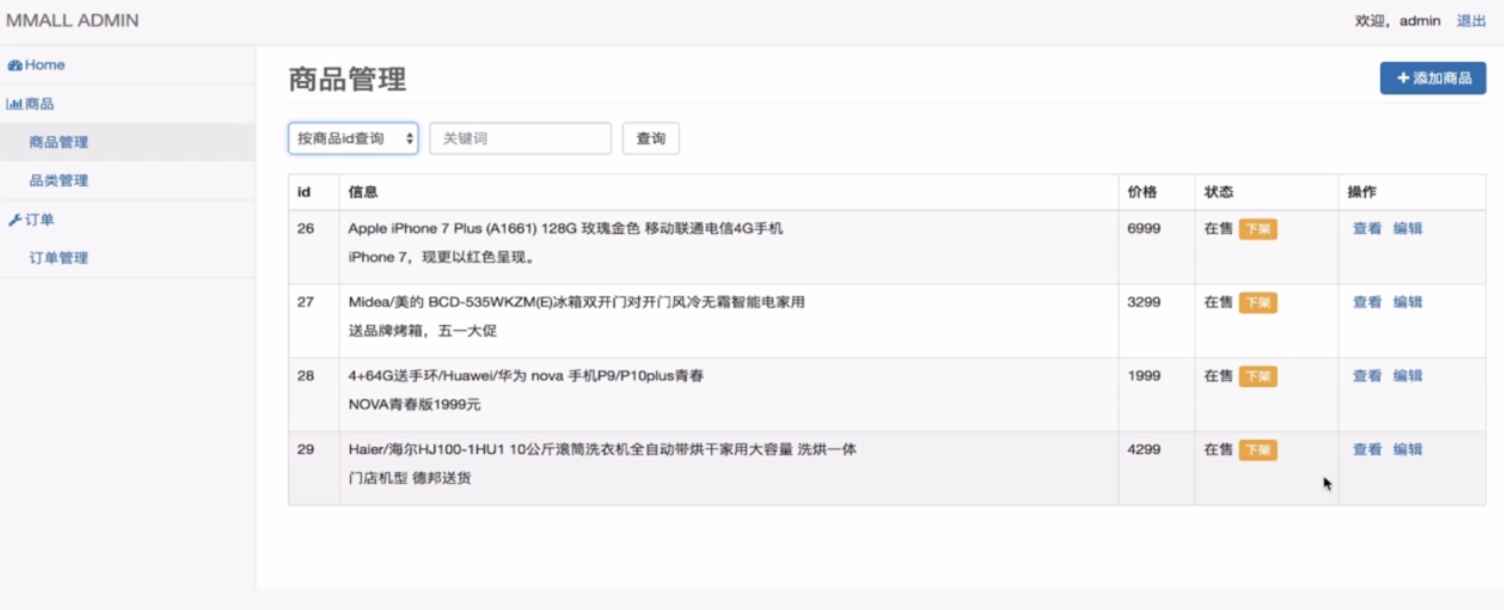 MMALL ADMIN
欢迎，admin 退出
Home
商品
商品管理
品类管理
订单
订单管理
商品管理
添加商品
按商品id查询 关键词 查询
id 信息 价格 状态 操作
26 Apple iPhone 7 Plus (A1661) 128G 玫瑰金色 移动联通电信4G手机 6999 在售 下架 查看 编辑
iPhone 7，现更以红色呈现。
27 Midea/美的 BCD-535WKZM(E)冰箱双开门对开门风冷无霜智能电家用 3299 在售 下架 查看 编辑
送品牌烤箱，五一大促
28 4+64G送手环/Huawei/华为 nova 手机P9/P10plus青春 1999 在售 下架 查看 编辑
NOVA青春版1999元
29 Haier/海尔HJ100-1HU1 10公斤滚筒洗衣机全自动带烘干家用大容量 洗烘一体 4299 在售 下架 查看 编辑
门店机型 德邦送货